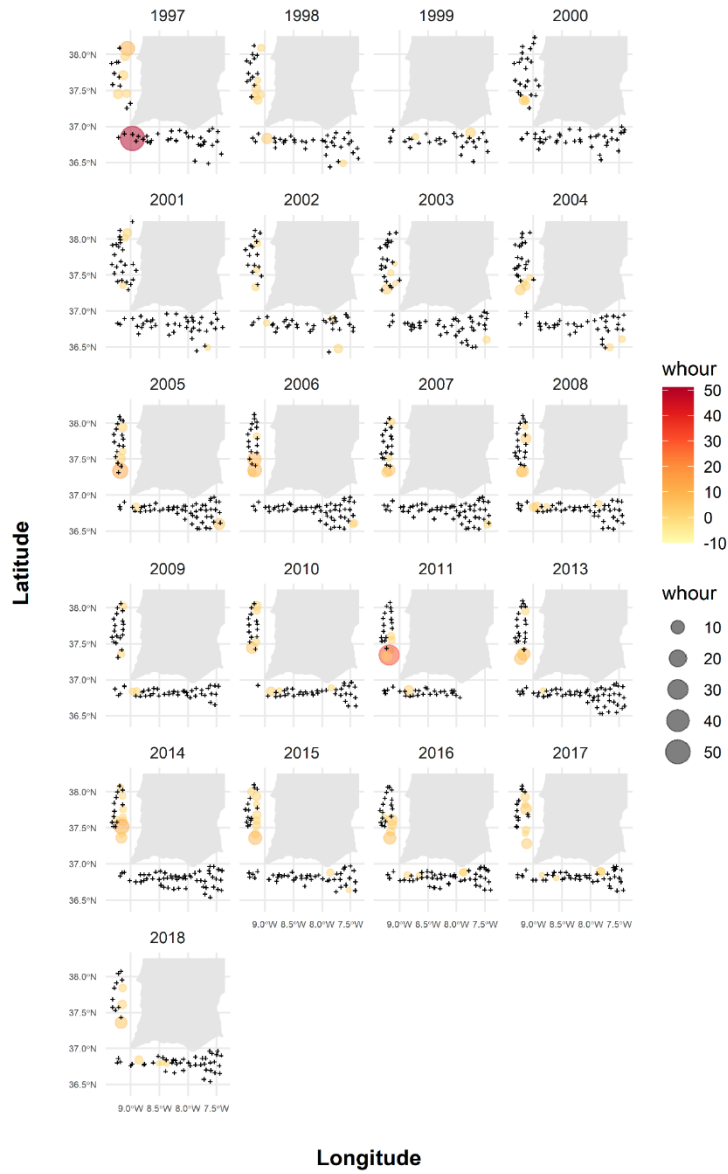 1997 1998 1999 2000
38.0°N
37.5°N
37.0°N
36.5°N
2001 2002 2003 2004
38.0°N
37.5°N
37.0°N
36.5°N
2005 2006 2007 2008
38.0°N
37.5°N
37.0°N
36.5°N
2009 2010 2011 2013
38.0°N
37.5°N
37.0°N
36.5°N
2014 2015 2016 2017
38.0°N
37.5°N
37.0°N
36.5°N
9.0°W 8.5°W 8.0°W 7.5°W 9.0°W 8.5°W 8.0°W 7.5°W 9.0°W 8.5°W 8.0°W 7.5°W
2018
38.0°N
37.5°N
37.0°N
36.5°N
9.0°W 8.5°W 8.0°W 7.5°W
Latitude
Longitude
whour
50
40
30
20
10
0
-10
whour
10
20
30
40
50